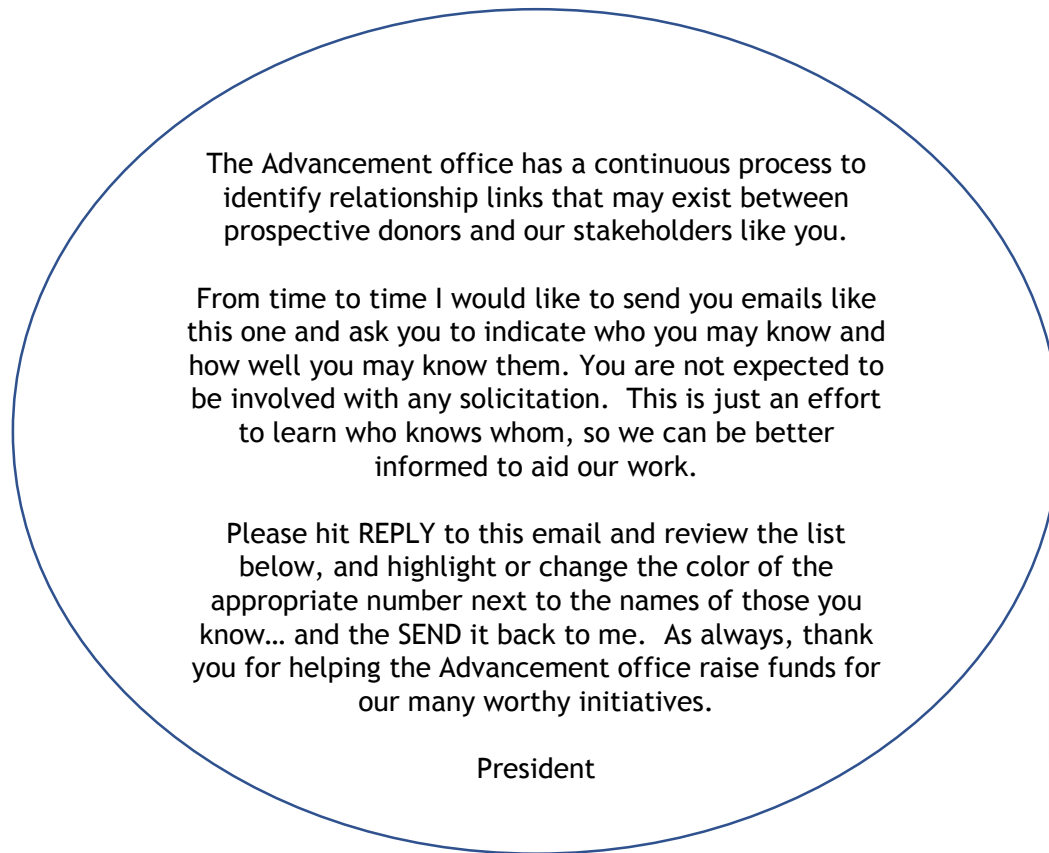 The Advancement office has a continuous process to
identify relationship links that may exist between
prospective donors and our stakeholders like you.
From time to time I would like to send you emails like
this one and ask you to indicate who you may know and
how well you may know them. You are not expected to
be involved with any solicitation.  This is just an effort
to learn who knows whom, so we can be better
informed to aid our work.
Please hit REPLY to this email and review the list
below, and highlight or change the color of the
appropriate number next to the names of those you
know… and the SEND it back to me.  As always, thank
you for helping the Advancement office raise funds for
our many worthy initiatives.
President